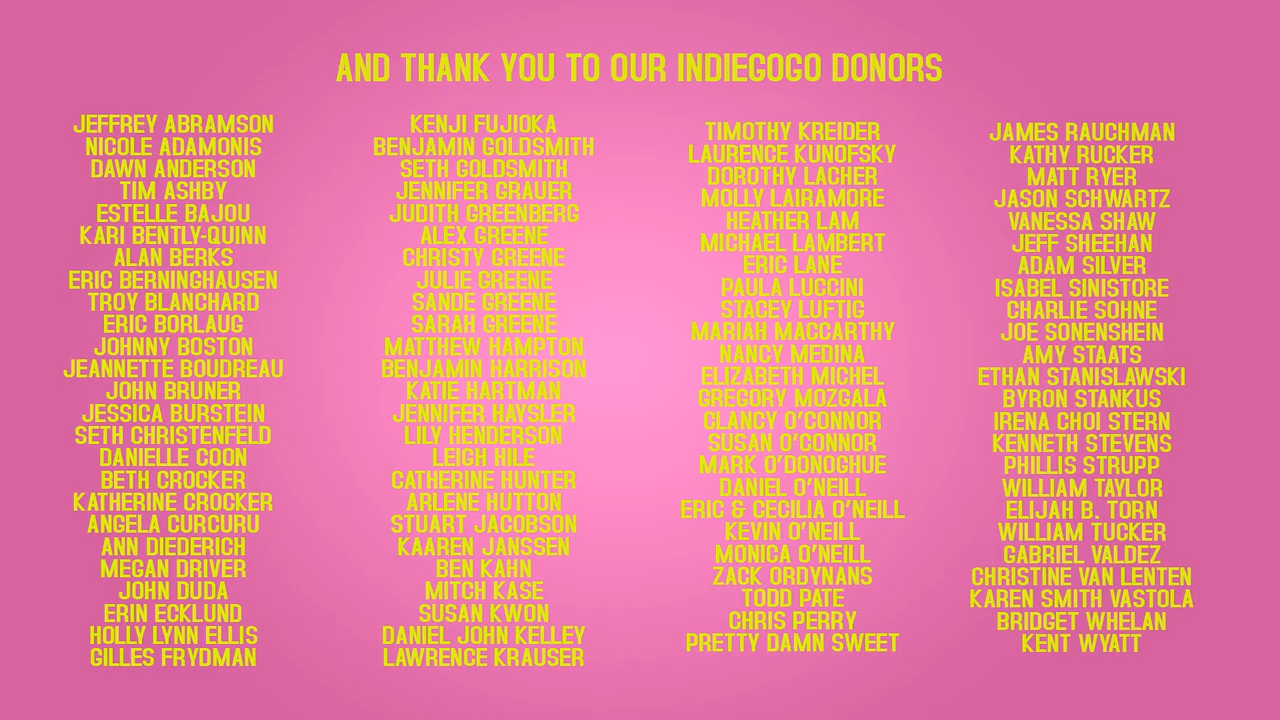 AND THANK YOU TO OUR INDIEGOGO DONORS
JEFFREY ABRAMSON
NICOLE ADAMONIS
DAWN ANDERSON
TIM ASHBY
ESTELLE BAJOU
KARI BENTLY-QUINN
ALAN BERKS
ERIC BERNINGHAUSEN
TROY BLANCHARD
ERIC BORLAUG
JOHNNY BOSTON
JEANNETTE BOUDREAU
JOHN BRUNER
JESSICA BURSTEIN
SETH CHRISTENFELD
DANIELLE COON
BETH CROCKER
KATHERINE CROCKER
ANGELA CURCURU
ANN DIEDERICH
MEGAN DRIVER
JOHN DUDA
ERIN ECKLUND
HOLLY LYNN ELLIS
GILLES FRYDMAN
KENJI FUJIOKA
BENJAMIN GOLDSMITH
SETH GOLDSMITH
JENNIFER GRAUER
JUDITH GREENBERG
ALEX GREENE
CHRISTY GREENE
JULIE GREENE
SANDE GREENE
SARAH GREENE
MATTHEW HAMPTON
BENJAMIN HARRISON
KATIE HARTMAN
JENNIFER HAYSLER
LILY HENDERSON
LEIGH HILE
CATHERINE HUNTER
ARLENE HUTTON
STUART JACOBSON
KAAREN JANSSEN
BEN KAHN
MITCH KASE
SUSAN KWON
DANIEL JOHN KELLEY
LAWRENCE KRAUSER
TIMOTHY KREIDER
LAURENCE KUNOFSKY
DOROTHY LACHER
MOLLY LAIRAMORE
HEATHER LAM
MICHAEL LAMBERT
ERIC LANE
PAULA LUCCINI
STACEY LUFTIG
MARIAH MACCARTHY
NANCY MEDINA
ELIZABETH MICHEL
GREGORY MOZGALA
CLANCY O'CONNOR
SUSAN O'CONNOR
MARK O'DONOGHUE
DANIEL O'NEILL
ERIC & CECILIA O'NEILL
KEVIN O'NEILL
MONICA O'NEILL
ZACK ORDYNANS
TODD PATE
CHRIS PERRY
PRETTY DAMN SWEET
JAMES RAUCHMAN
KATHY RUCKER
MATT RYER
JASON SCHWARTZ
VANESSA SHAW
JEFF SHEEHAN
ADAM SILVER
ISABEL SINISTORE
CHARLIE SOHNE
JOE SONENSHEIN
AMY STAATS
ETHAN STANISLAWSKI
BYRON STANKUS
IRENA CHOI STERN
KENNETH STEVENS
PHILLIS STRUPP
WILLIAM TAYLOR
ELIJAH B. TORN
WILLIAM TUCKER
GABRIEL VALDEZ
CHRISTINE VAN LENTEN
KAREN SMITH VASTOLA
BRIDGET WHELAN
KENT WYATT